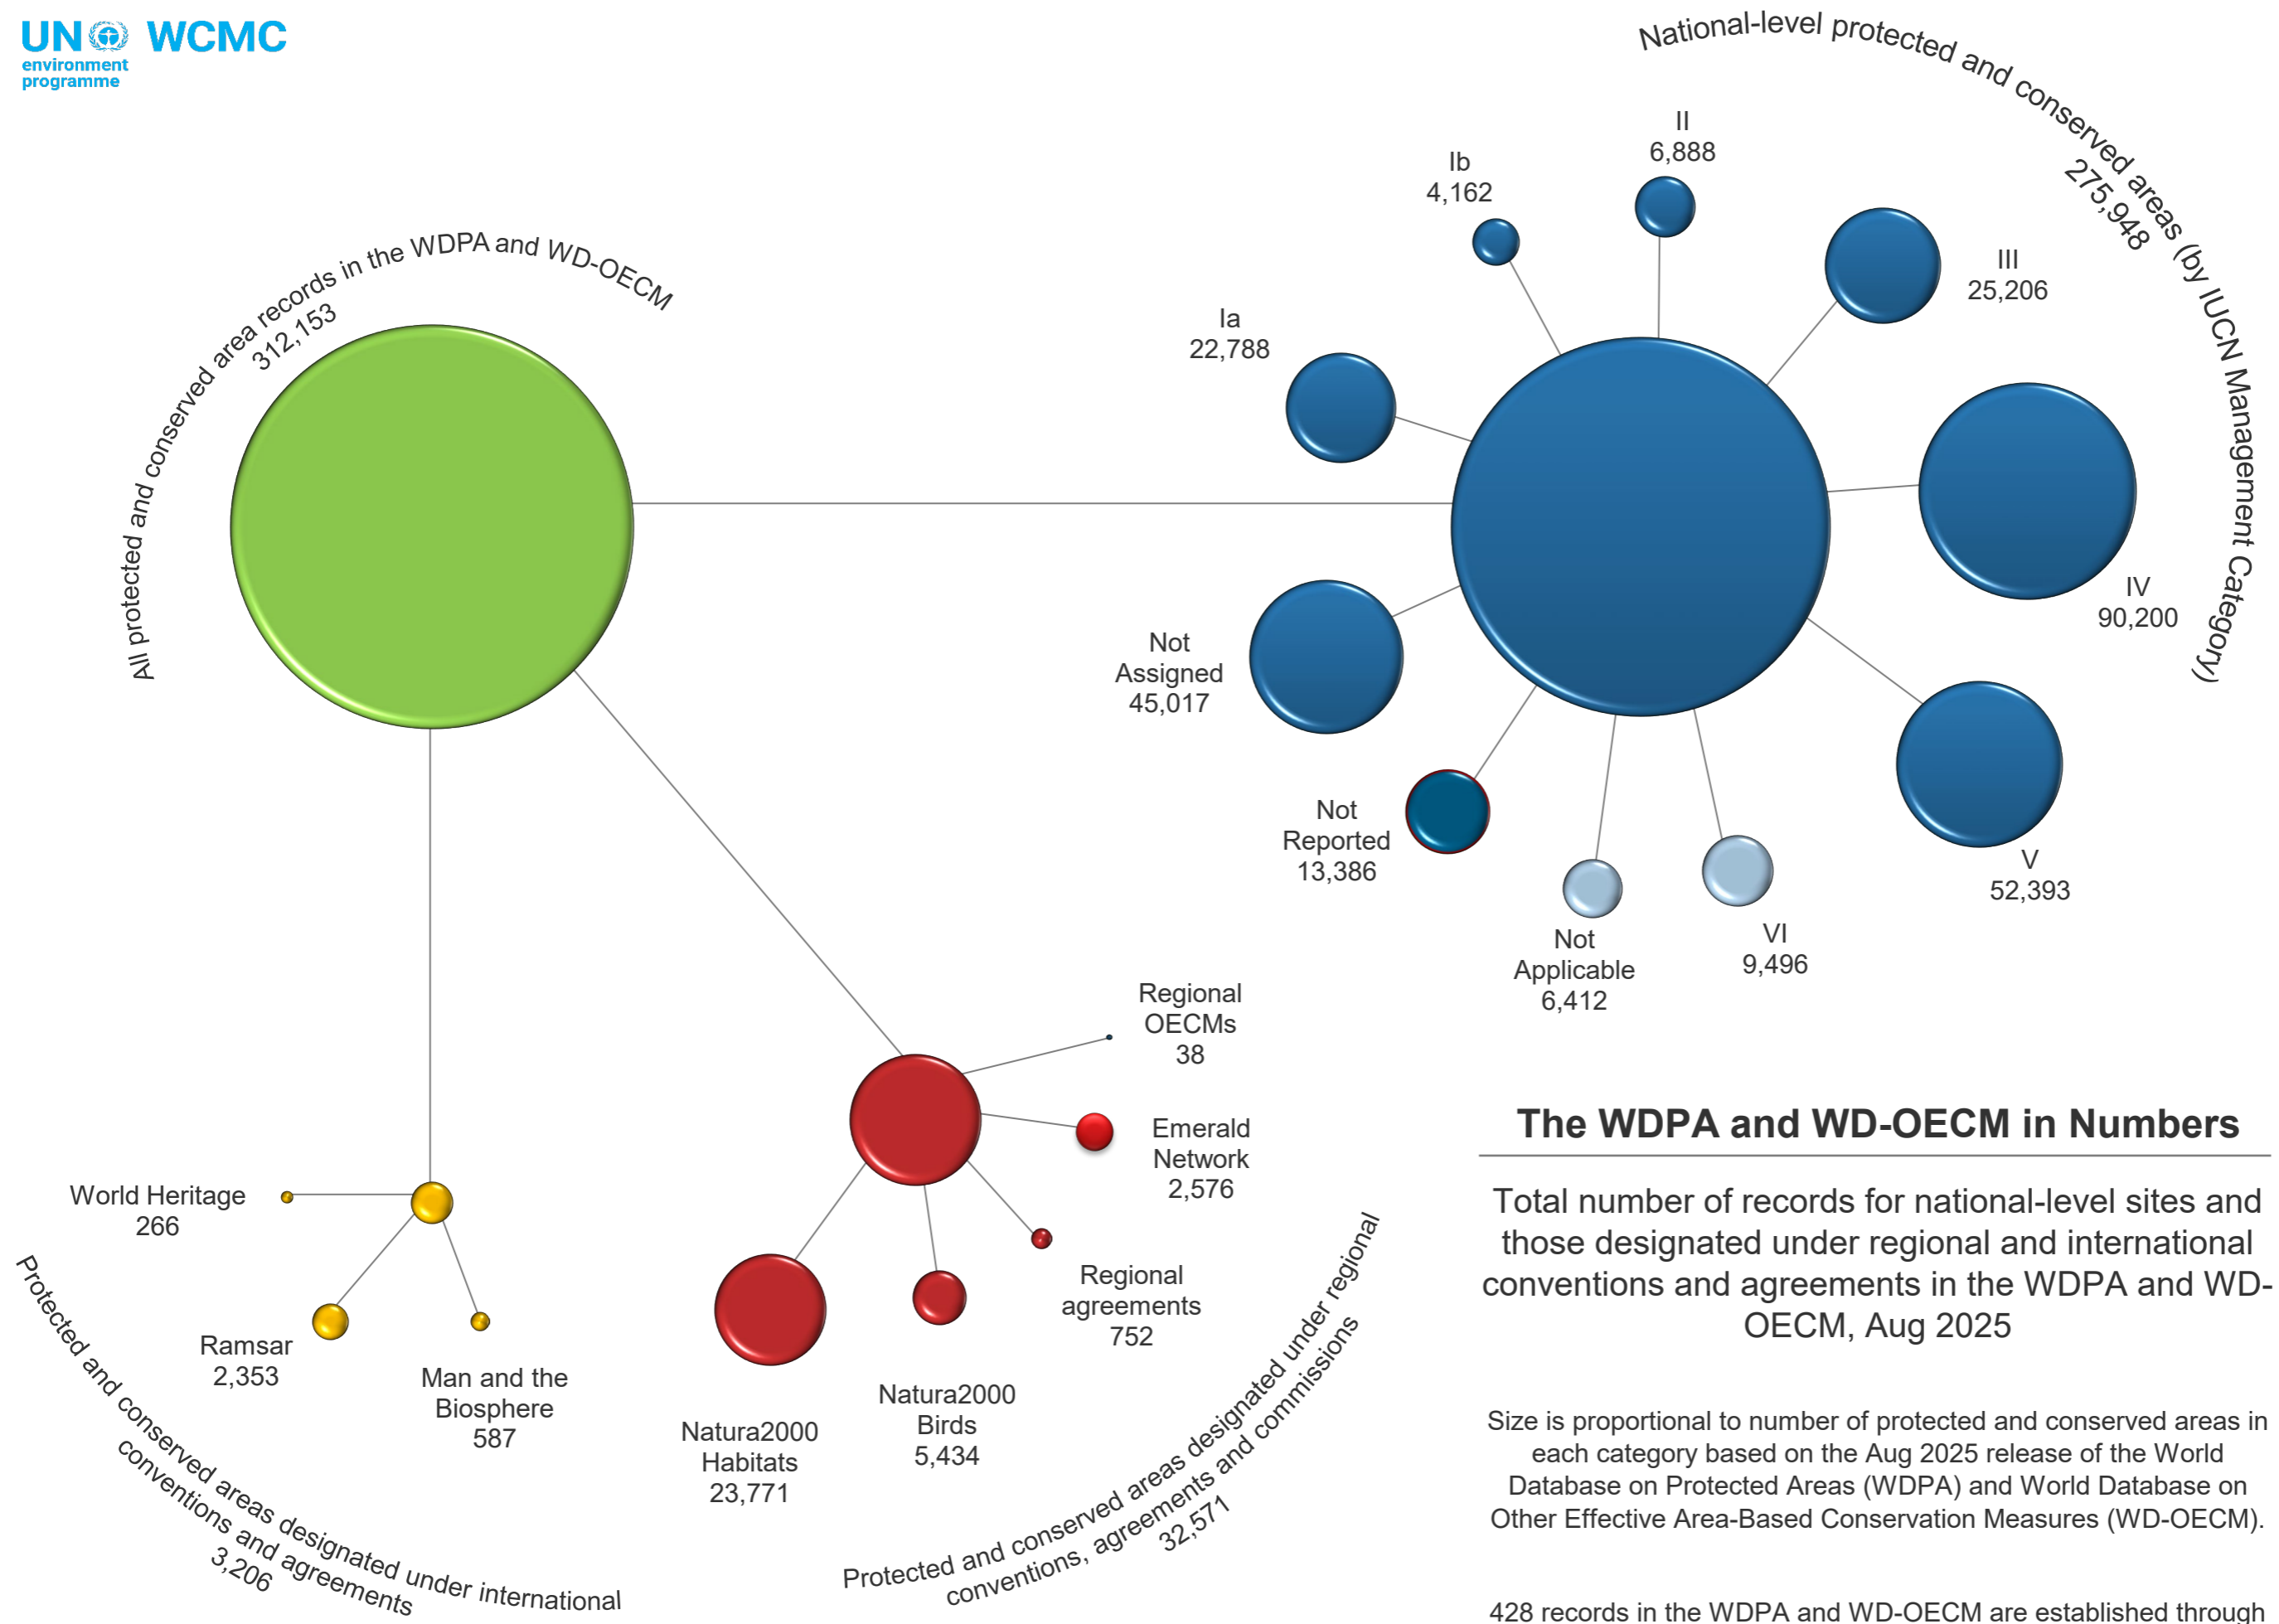 UN WCMC
environment
programme
National-level protected and conserved areas (by IUCN Management Category)
275,948
II
6,888
Ib
4,162
III
25,206
Ia
22,788
IV
90,200
Not
Assigned
45,017
V
52,393
Not
Reported
13,386
VI
9,496
Not
Applicable
6,412
All protected and conserved area records in the WDPA and WD-OECM
312,153
Regional
OECMs
38
Emerald
Network
2,576
Regional
agreements
752
Natura2000
Birds
5,434
Natura2000
Habitats
23,771
Protected and conserved areas designated under regional
conventions, agreements and commissions
32,571
World Heritage
266
Ramsar
2,353
Man and the
Biosphere
587
Protected and conserved areas designated under international
conventions and agreements
3,206
The WDPA and WD-OECM in Numbers
Total number of records for national-level sites and
those designated under regional and international
conventions and agreements in the WDPA and WD-
OECM, Aug 2025
Size is proportional to number of protected and conserved areas in
each category based on the Aug 2025 release of the World
Database on Protected Areas (WDPA) and World Database on
Other Effective Area-Based Conservation Measures (WD-OECM).
428 records in the WDPA and WD-OECM are established through